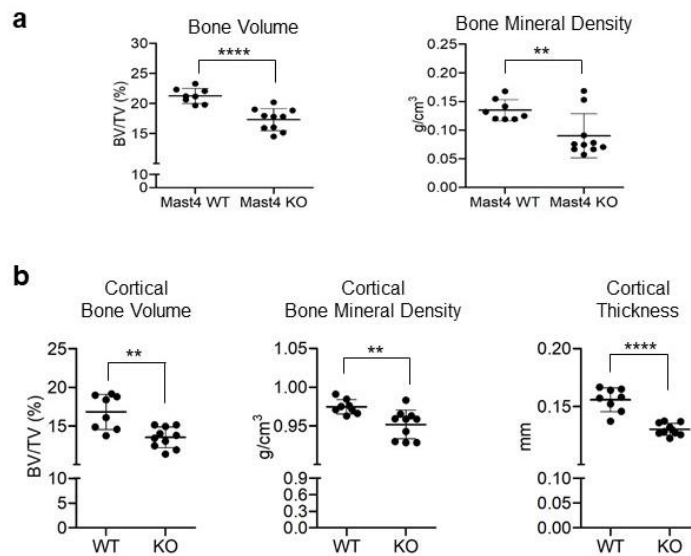 a
Bone Volume
****
BV/TV (%)
30
25
20
15
10
0
Mast4 WT Mast4 KO
Bone Mineral Density
**
g/cm³
0.25
0.20
0.15
0.10
0.05
0.00
Mast4 WT Mast4 KO
b
Cortical
Bone Volume
**
BV/TV (%)
25
20
15
10
5
0
WT KO
Cortical
Bone Mineral Density
**
g/cm³
1.05
1.00
0.95
0.9
0.6
0.3
0.0
WT KO
Cortical
Thickness
****
mm
0.20
0.15
0.10
0.05
0.00
WT KO